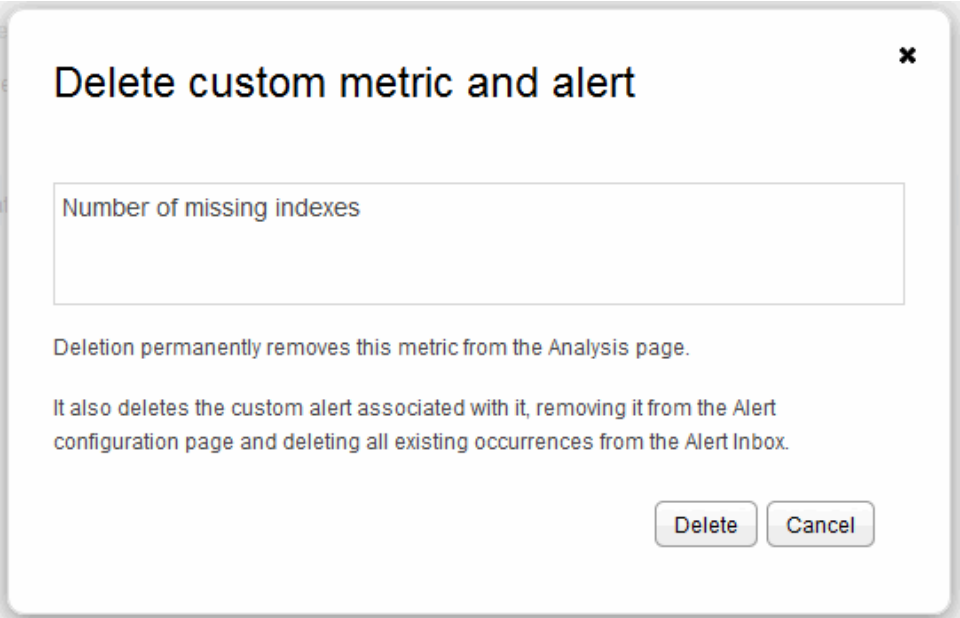 Delete custom metric and alert
Number of missing indexes
Deletion permanently removes this metric from the Analysis page.
It also deletes the custom alert associated with it, removing it from the Alert
configuration page and deleting all existing occurrences from the Alert Inbox.
Delete Cancel